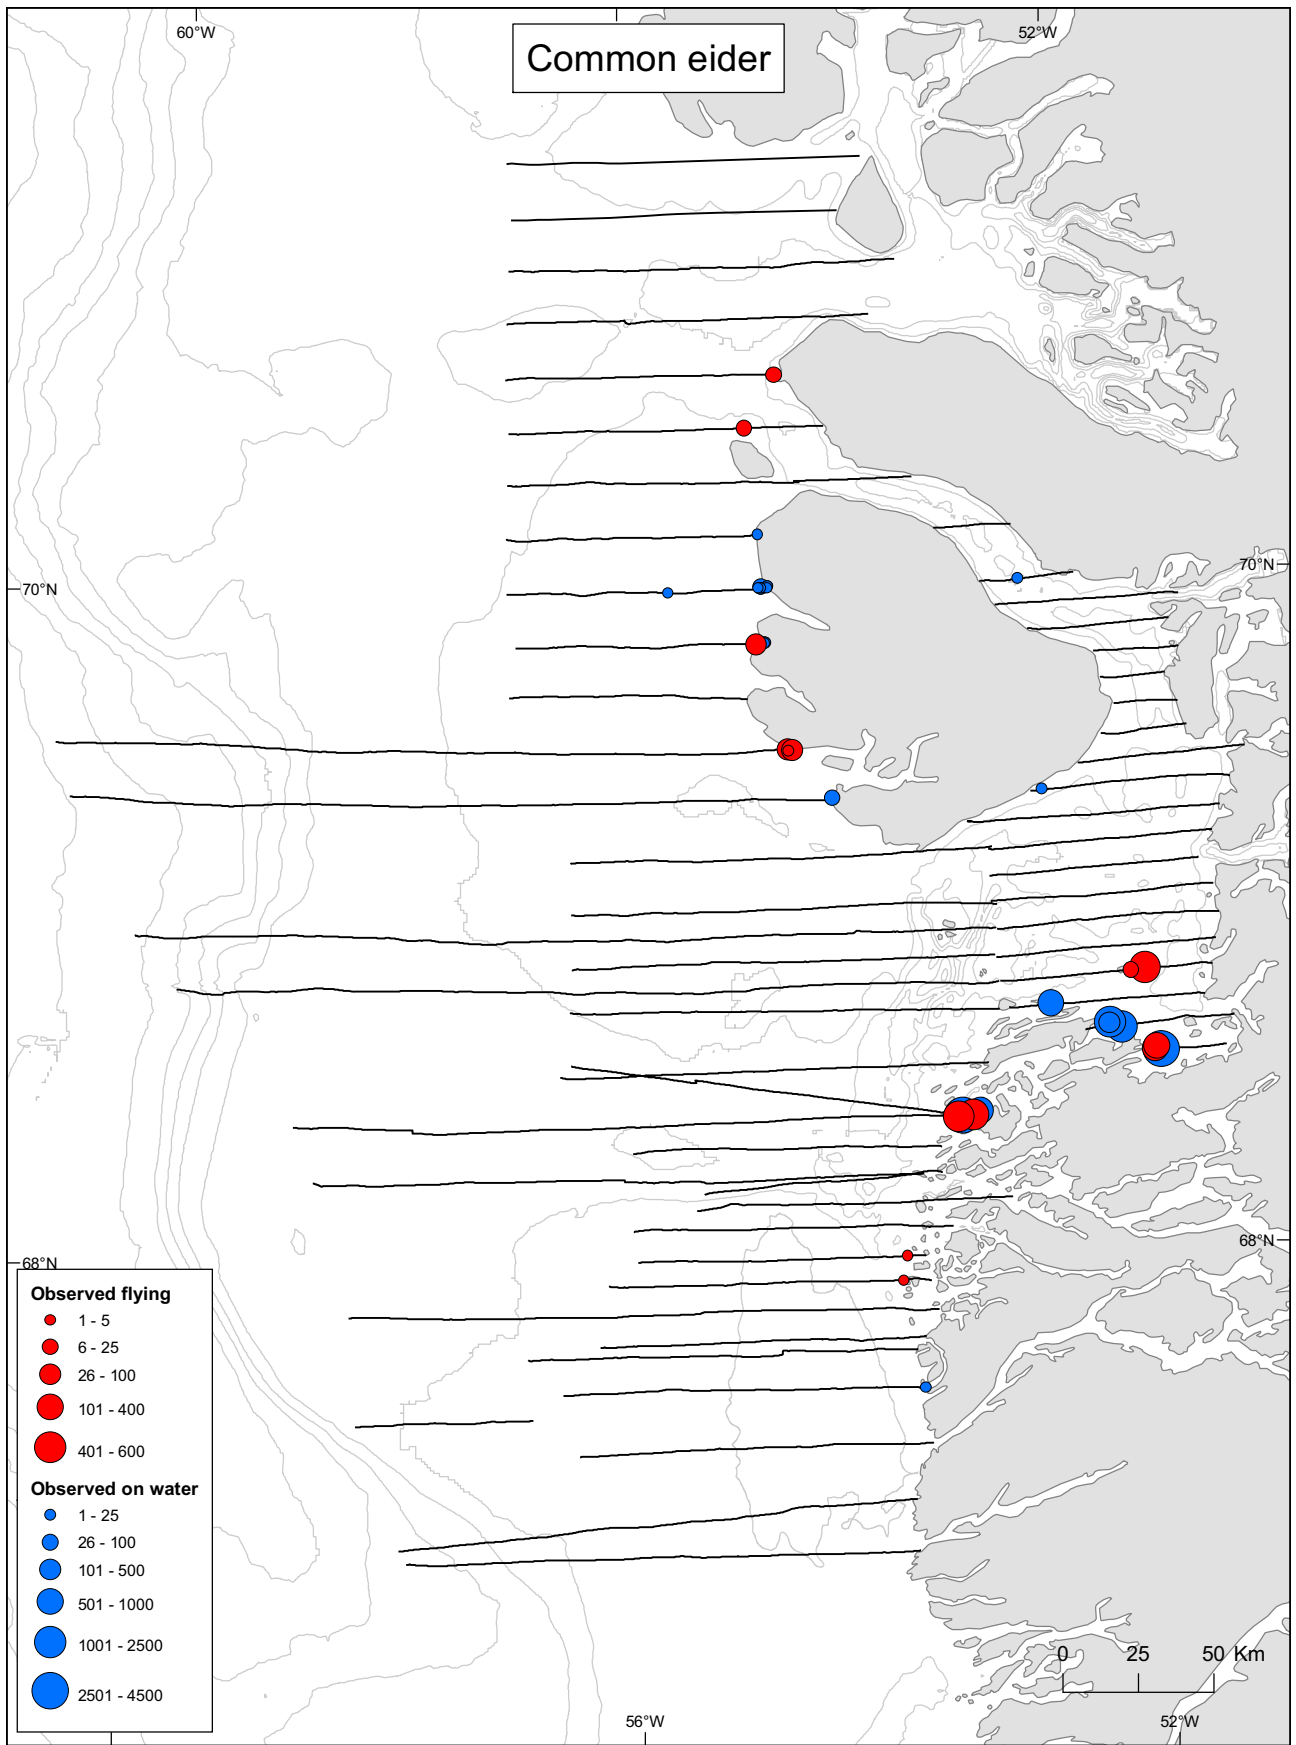 60°W
52°W
Common eider
70°N
70°N
68°N
68°N
Observed flying
1 - 5
6 - 25
26 - 100
101 - 400
401 - 600
Observed on water
1 - 25
26 - 100
101 - 500
501 - 1000
1001 - 2500
2501 - 4500
0 25 50 Km
56°W
52°W